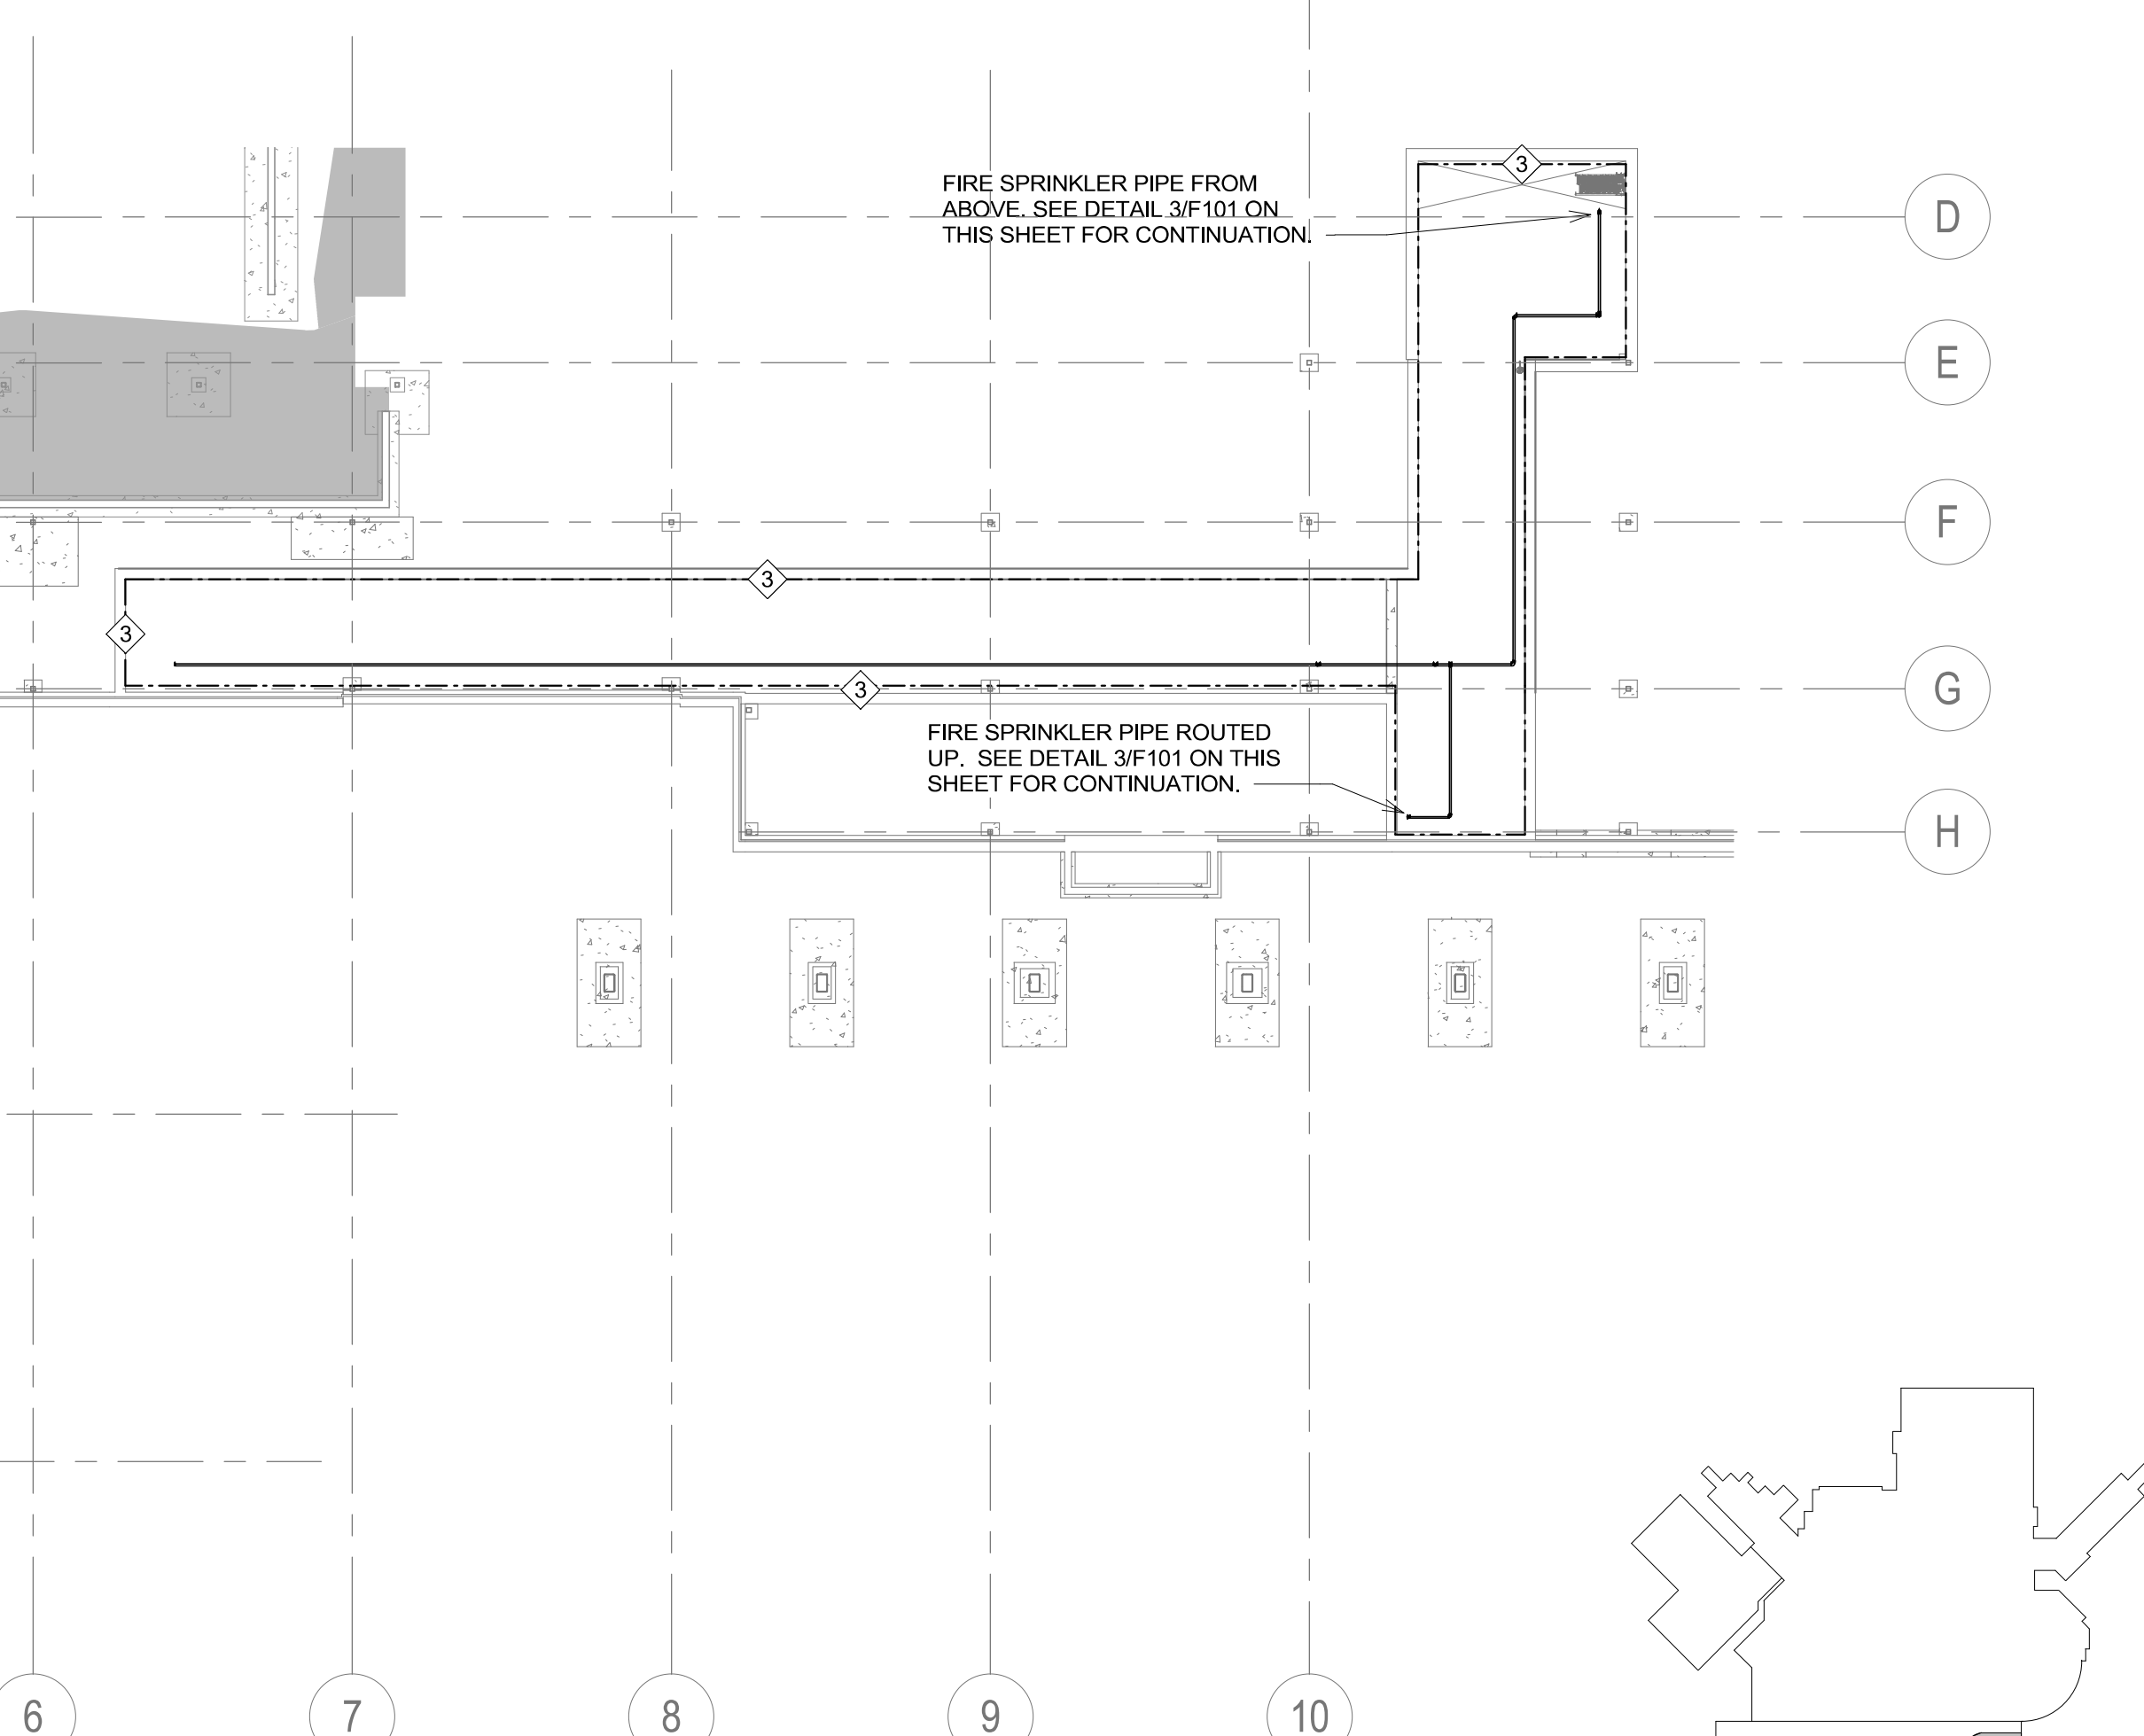 3
FIRE SPRINKLER PIPE FROM
ABOVE. SEE DETAIL 3/F101 ON
THIS SHEET FOR CONTINUATION.
D
E
F
3
3
G
3
FIRE SPRINKLER PIPE ROUTED
UP. SEE DETAIL 3/F101 ON THIS
SHEET FOR CONTINUATION.
H
6
7
8
9
10